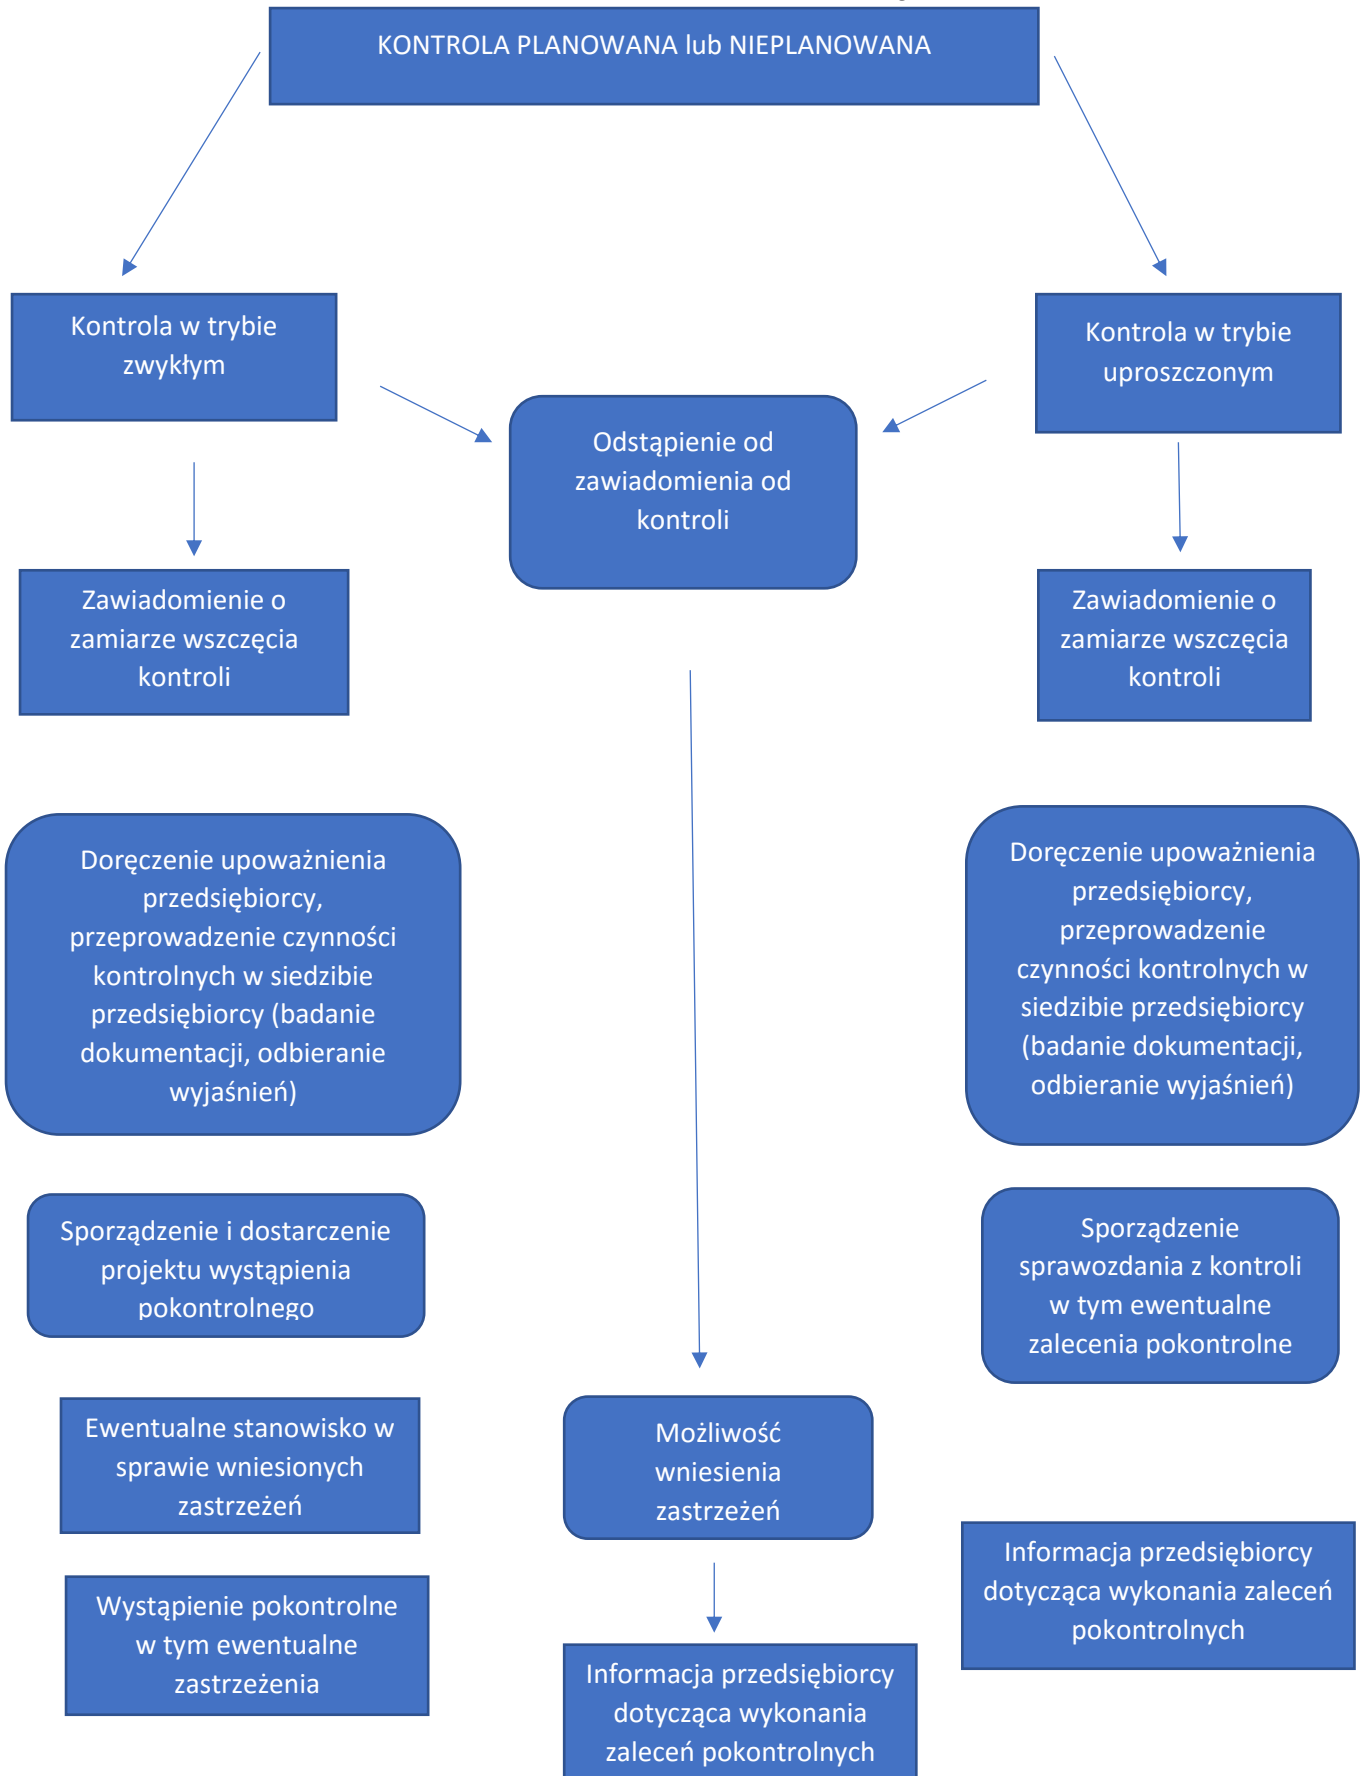 KONTROLA PLANOWANA lub NIEPLANOWANA
Kontrola w trybie
zwykłym
Kontrola w trybie
uproszczonym
Odstąpienie od
zawiadomienia od
kontroli
Zawiadomienie o
zamiarze wszczęcia
kontroli
Zawiadomienie o
zamiarze wszczęcia
kontroli
Doręczenie upoważnienia
przedsiębiorcy,
przeprowadzenie czynności
kontrolnych w siedzibie
przedsiębiorcy (badanie
dokumentacji, odbieranie
wyjaśnień)
Doręczenie upoważnienia
przedsiębiorcy,
przeprowadzenie
czynności kontrolnych w
siedzibie przedsiębiorcy
(badanie dokumentacji,
odbieranie wyjaśnień)
Sporządzenie i dostarczenie
projektu wystąpienia
pokontrolnego
Sporządzenie
sprawozdania z kontroli
w tym ewentualne
zalecenia pokontrolne
Ewentualne stanowisko w
sprawie wniesionych
zastrzeżeń
Możliwość
wniesienia
zastrzeżeń
Informacja przedsiębiorcy
dotycząca wykonania zaleceń
pokontrolnych
Wystąpienie pokontrolne
w tym ewentualne
zastrzeżenia
Informacja przedsiębiorcy
dotycząca wykonania
zaleceń pokontrolnych